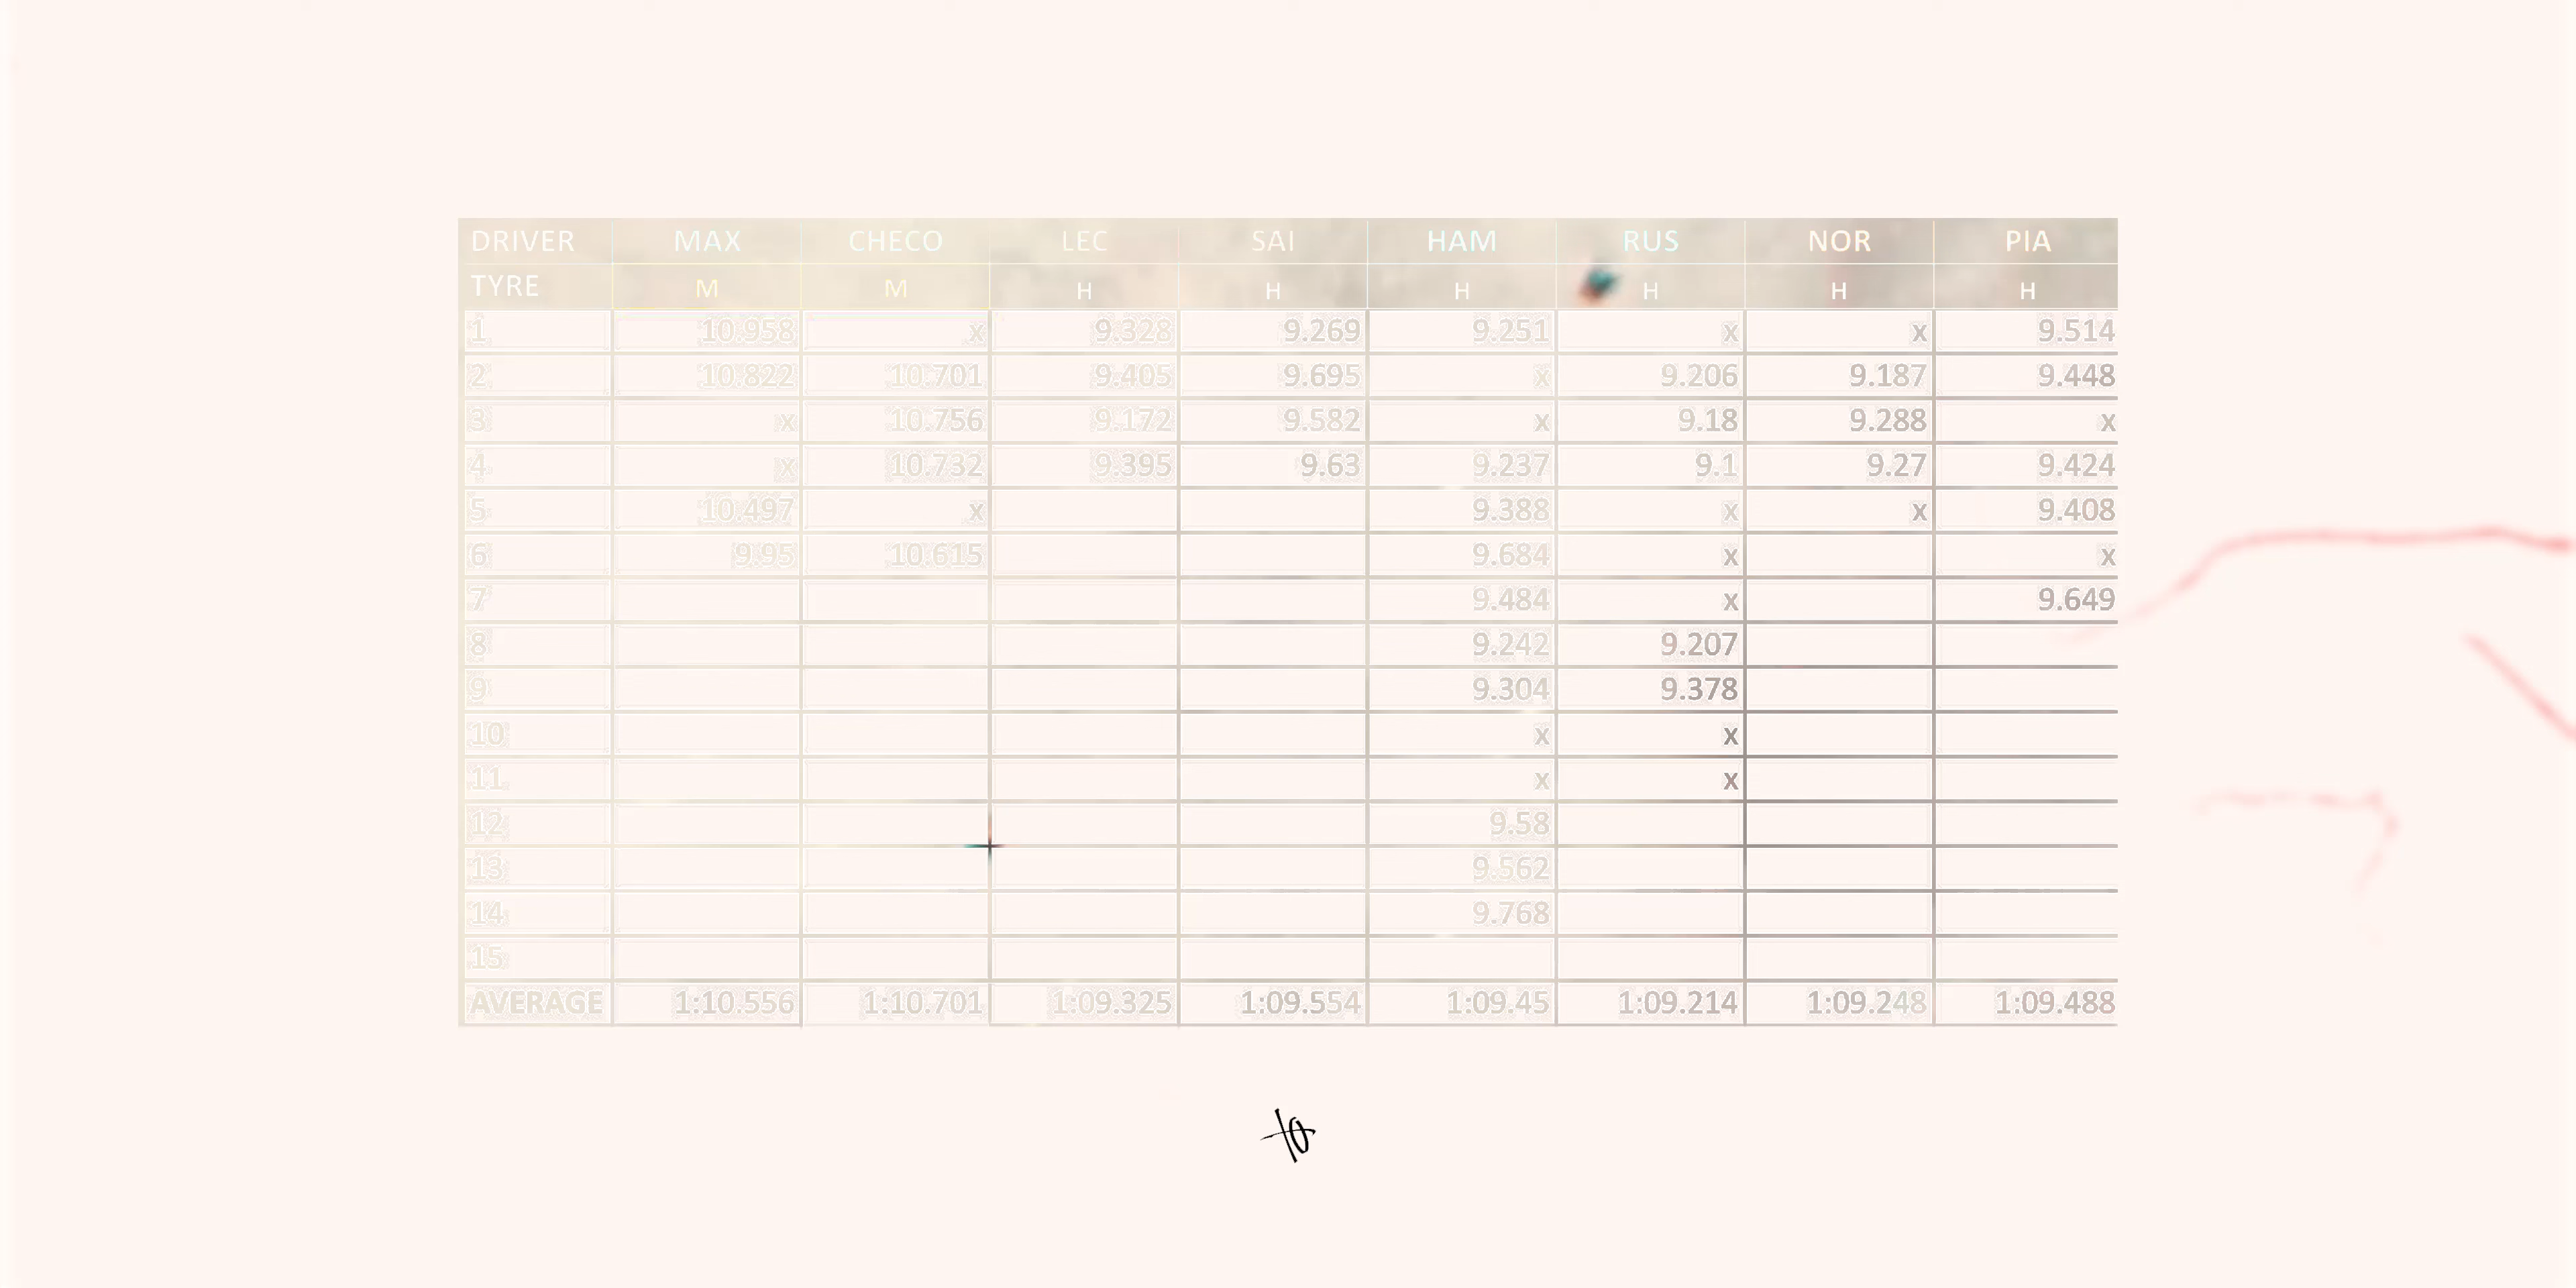 DRIVER MAX CHECO LEC SAI HAM RUS NOR PIA
TYRE M M H H H H H H
1 10.958 x 9.328 9.269 9.251 x x 9.514
2 10.822 10.701 9.405 9.695 x 9.206 9.187 9.448
3 x 10.756 9.172 9.582 x 9.18 9.288 x
4 x 10.732 9.395 9.63 9.237 9.1 9.27 9.424
5 10.497 x 9.388 x x 9.408
6 9.95 10.615 9.684 x x
7 9.484 x 9.649
8 9.242 9.207
9 9.304 9.378
10 x x
11 x x
12 9.58
13 9.562
14 9.768
15
AVERAGE 1:10.556 1:10.701 1:09.325 1:09.554 1:09.45 1:09.214 1:09.248 1:09.488